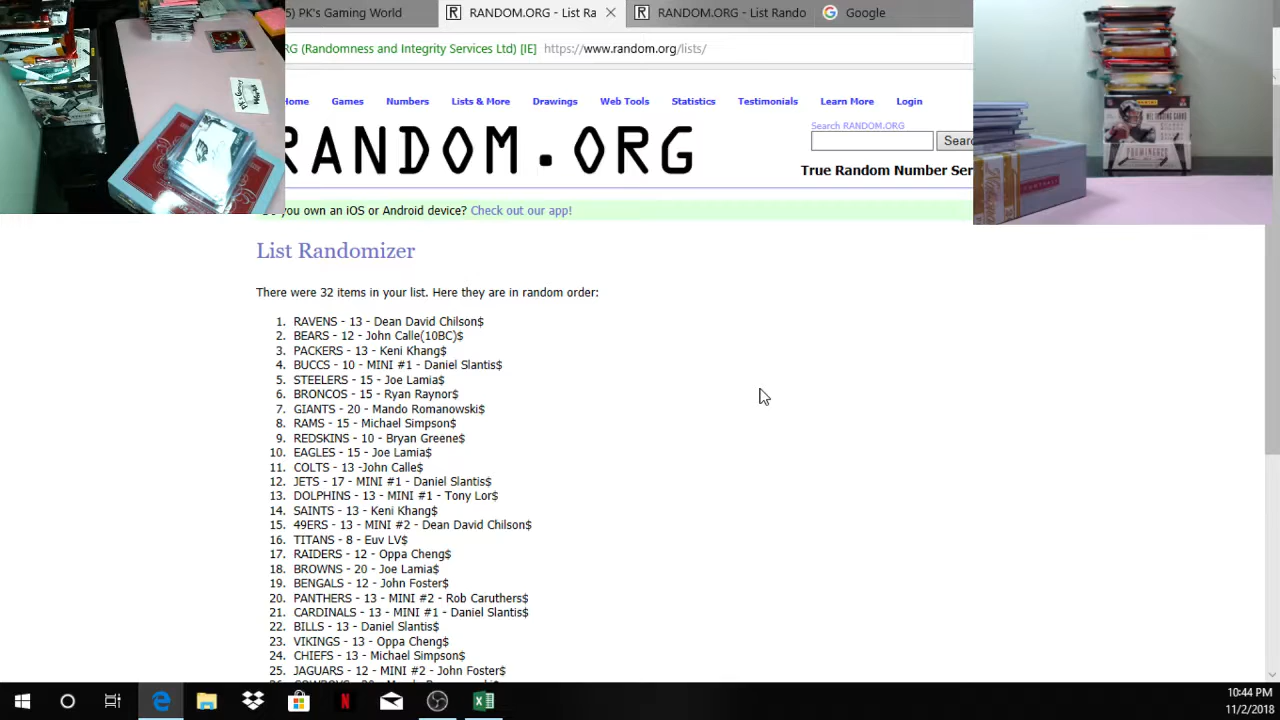 5) PK's Gaming World
RANDOM.ORG - List Ra
RANDOM.ORG - True Rando
Google
RG (Randomness and Integrity Services Ltd) [IE] https://www.random.org/lists/
Home Games Numbers Lists & More Drawings Web Tools Statistics Testimonials Learn More Login
Search RANDOM.ORG
RANDOM.ORG
Sear
True Random Number Ser
Do you own an iOS or Android device? Check out our app!
List Randomizer
There were 32 items in your list. Here they are in random order:
1. RAVENS - 13 - Dean David Chilson$
2. BEARS - 12 - John Calle(10BC)$
3. PACKERS - 13 - Keni Khang$
4. BUCCS - 10 - MINI #1 - Daniel Slantis$
5. STEELERS - 15 - Joe Lamia$
6. BRONCOS - 15 - Ryan Raynor$
7. GIANTS - 20 - Mando Romanowski$
8. RAMS - 15 - Michael Simpson$
9. REDSKINS - 10 - Bryan Greene$
10. EAGLES - 15 - Joe Lamia$
11. COLTS - 13 -John Calle$
12. JETS - 17 - MINI #1 - Daniel Slantis$
13. DOLPHINS - 13 - MINI #1 - Tony Lor$
14. SAINTS - 13 - Keni Khang$
15. 49ERS - 13 - MINI #2 - Dean David Chilson$
16. TITANS - 8 - Euv LV$
17. RAIDERS - 12 - Oppa Cheng$
18. BROWNS - 20 - Joe Lamia$
19. BENGALS - 12 - John Foster$
20. PANTHERS - 13 - MINI #2 - Rob Caruthers$
21. CARDINALS - 13 - MINI #1 - Daniel Slantis$
22. BILLS - 13 - Daniel Slantis$
23. VIKINGS - 13 - Oppa Cheng$
24. CHIEFS - 13 - Michael Simpson$
25. JAGUARS - 12 - MINI #2 - John Foster$
10:44 PM
11/2/2018